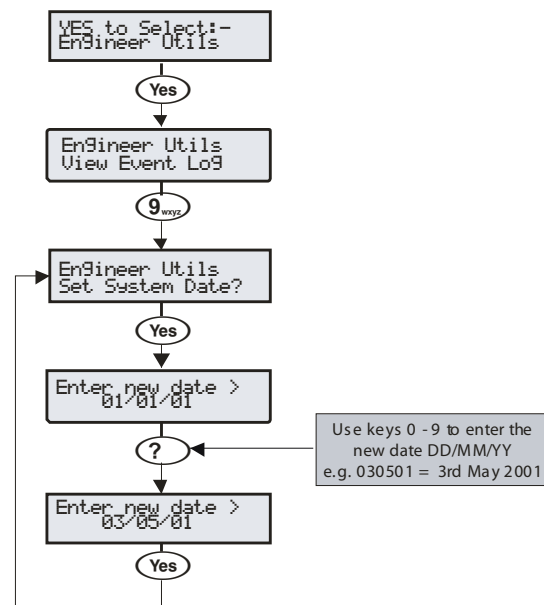 YES to Select:-
Engineer Utils
Yes
Engineer Utils
View Event Log
9wxyz
Engineer Utils
Set System Date?
Yes
Enter new date >
01/01/01
?
Use keys 0 - 9 to enter the
new date DD/MM/YY
e.g. 030501 = 3rd May 2001
Enter new date >
03/05/01
Yes